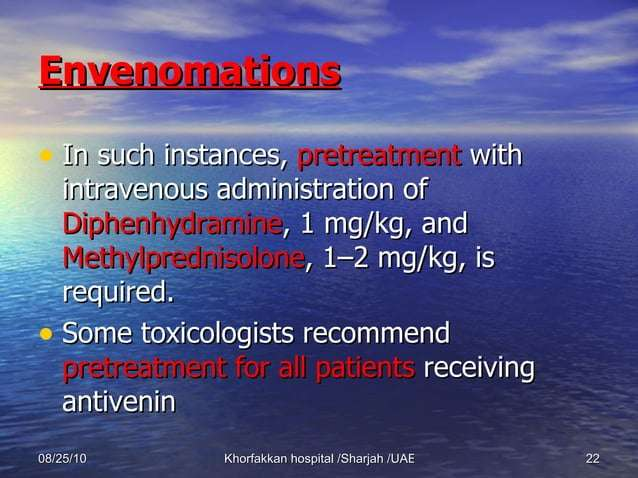 Envenomations
• In such instances, pretreatment with
intravenous administration of
Diphenhydramine, 1 mg/kg, and
Methylprednisolone, 1–2 mg/kg, is
required.
• Some toxicologists recommend
pretreatment for all patients receiving
antivenin
08/25/10 Khorfakkan hospital /Sharjah /UAE 22